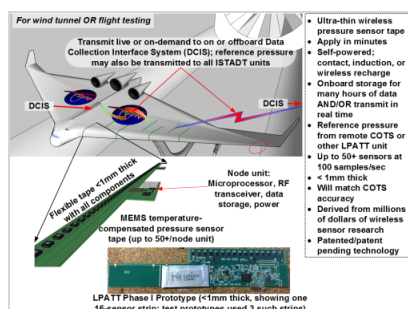 For wind tunnel OR flight testing
Transmit live or on-demand to on or offboard Data
Collection Interface System (DCIS); reference pressure
may also be transmitted to all ISTADT units
DCIS
DCIS
Flexible tape <1mm thick
with all components
Node unit:
Microprocessor, RF
transceiver, data
storage, power
MEMS temperature-
compensated pressure sensor
tape (up to 50+/node unit)
LPATT Phase I Prototype (<1mm thick, showing one
16-sensor strip; test prototypes used 3 such strips)
• Ultra-thin wireless
pressure sensor tape
• Apply in minutes
• Self-powered;
contact, induction, or
wireless recharge
• Onboard storage for
many hours of data
AND/OR transmit in
real time
• Reference pressure
from remote COTS or
other LPATT unit
• Up to 50+ sensors at
100 samples/sec
• < 1mm thick
• Will match COTS
accuracy
• Derived from millions
of dollars of wireless
sensor research
• Patented/patent
pending technology